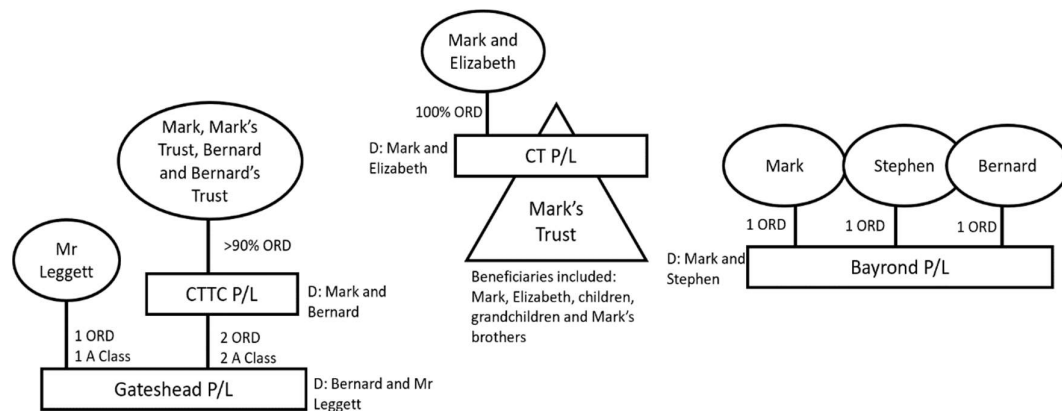 Mr
Leggett
Mark, Mark's
Trust, Bernard
and Bernard's
Trust
>90% ORD
CTTC P/L
D: Mark and
Bernard
1 ORD
1 A Class
2 ORD
2 A Class
Gateshead P/L
D: Bernard and Mr
Leggett
Mark and
Elizabeth
100% ORD
D: Mark and
Elizabeth
CT P/L
Mark's
Trust
Beneficiaries included:
Mark, Elizabeth, children,
grandchildren and Mark's
brothers
Mark
Stephen
Bernard
1 ORD
1 ORD
1 ORD
D: Mark and
Stephen
Bayrond P/L